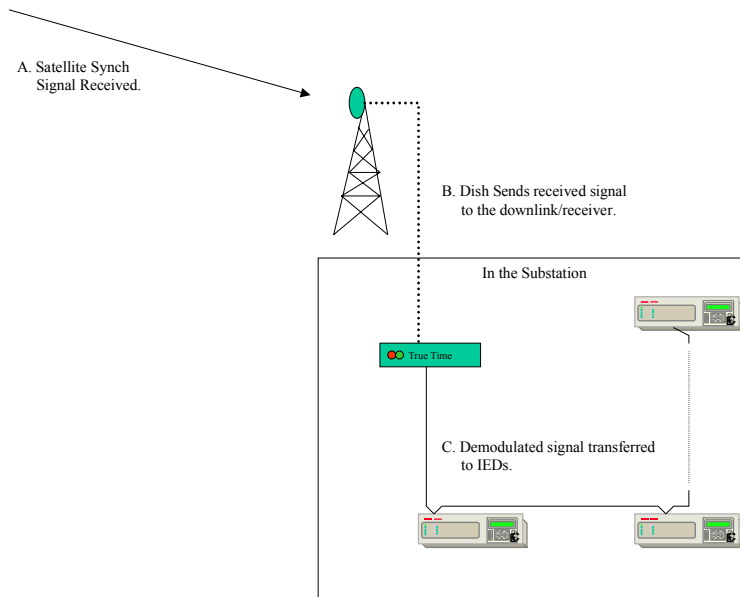 A. Satellite Synch
Signal Received.
B. Dish Sends received signal
to the downlink/receiver.
In the Substation
True Time
C. Demodulated signal transferred
to IEDs.